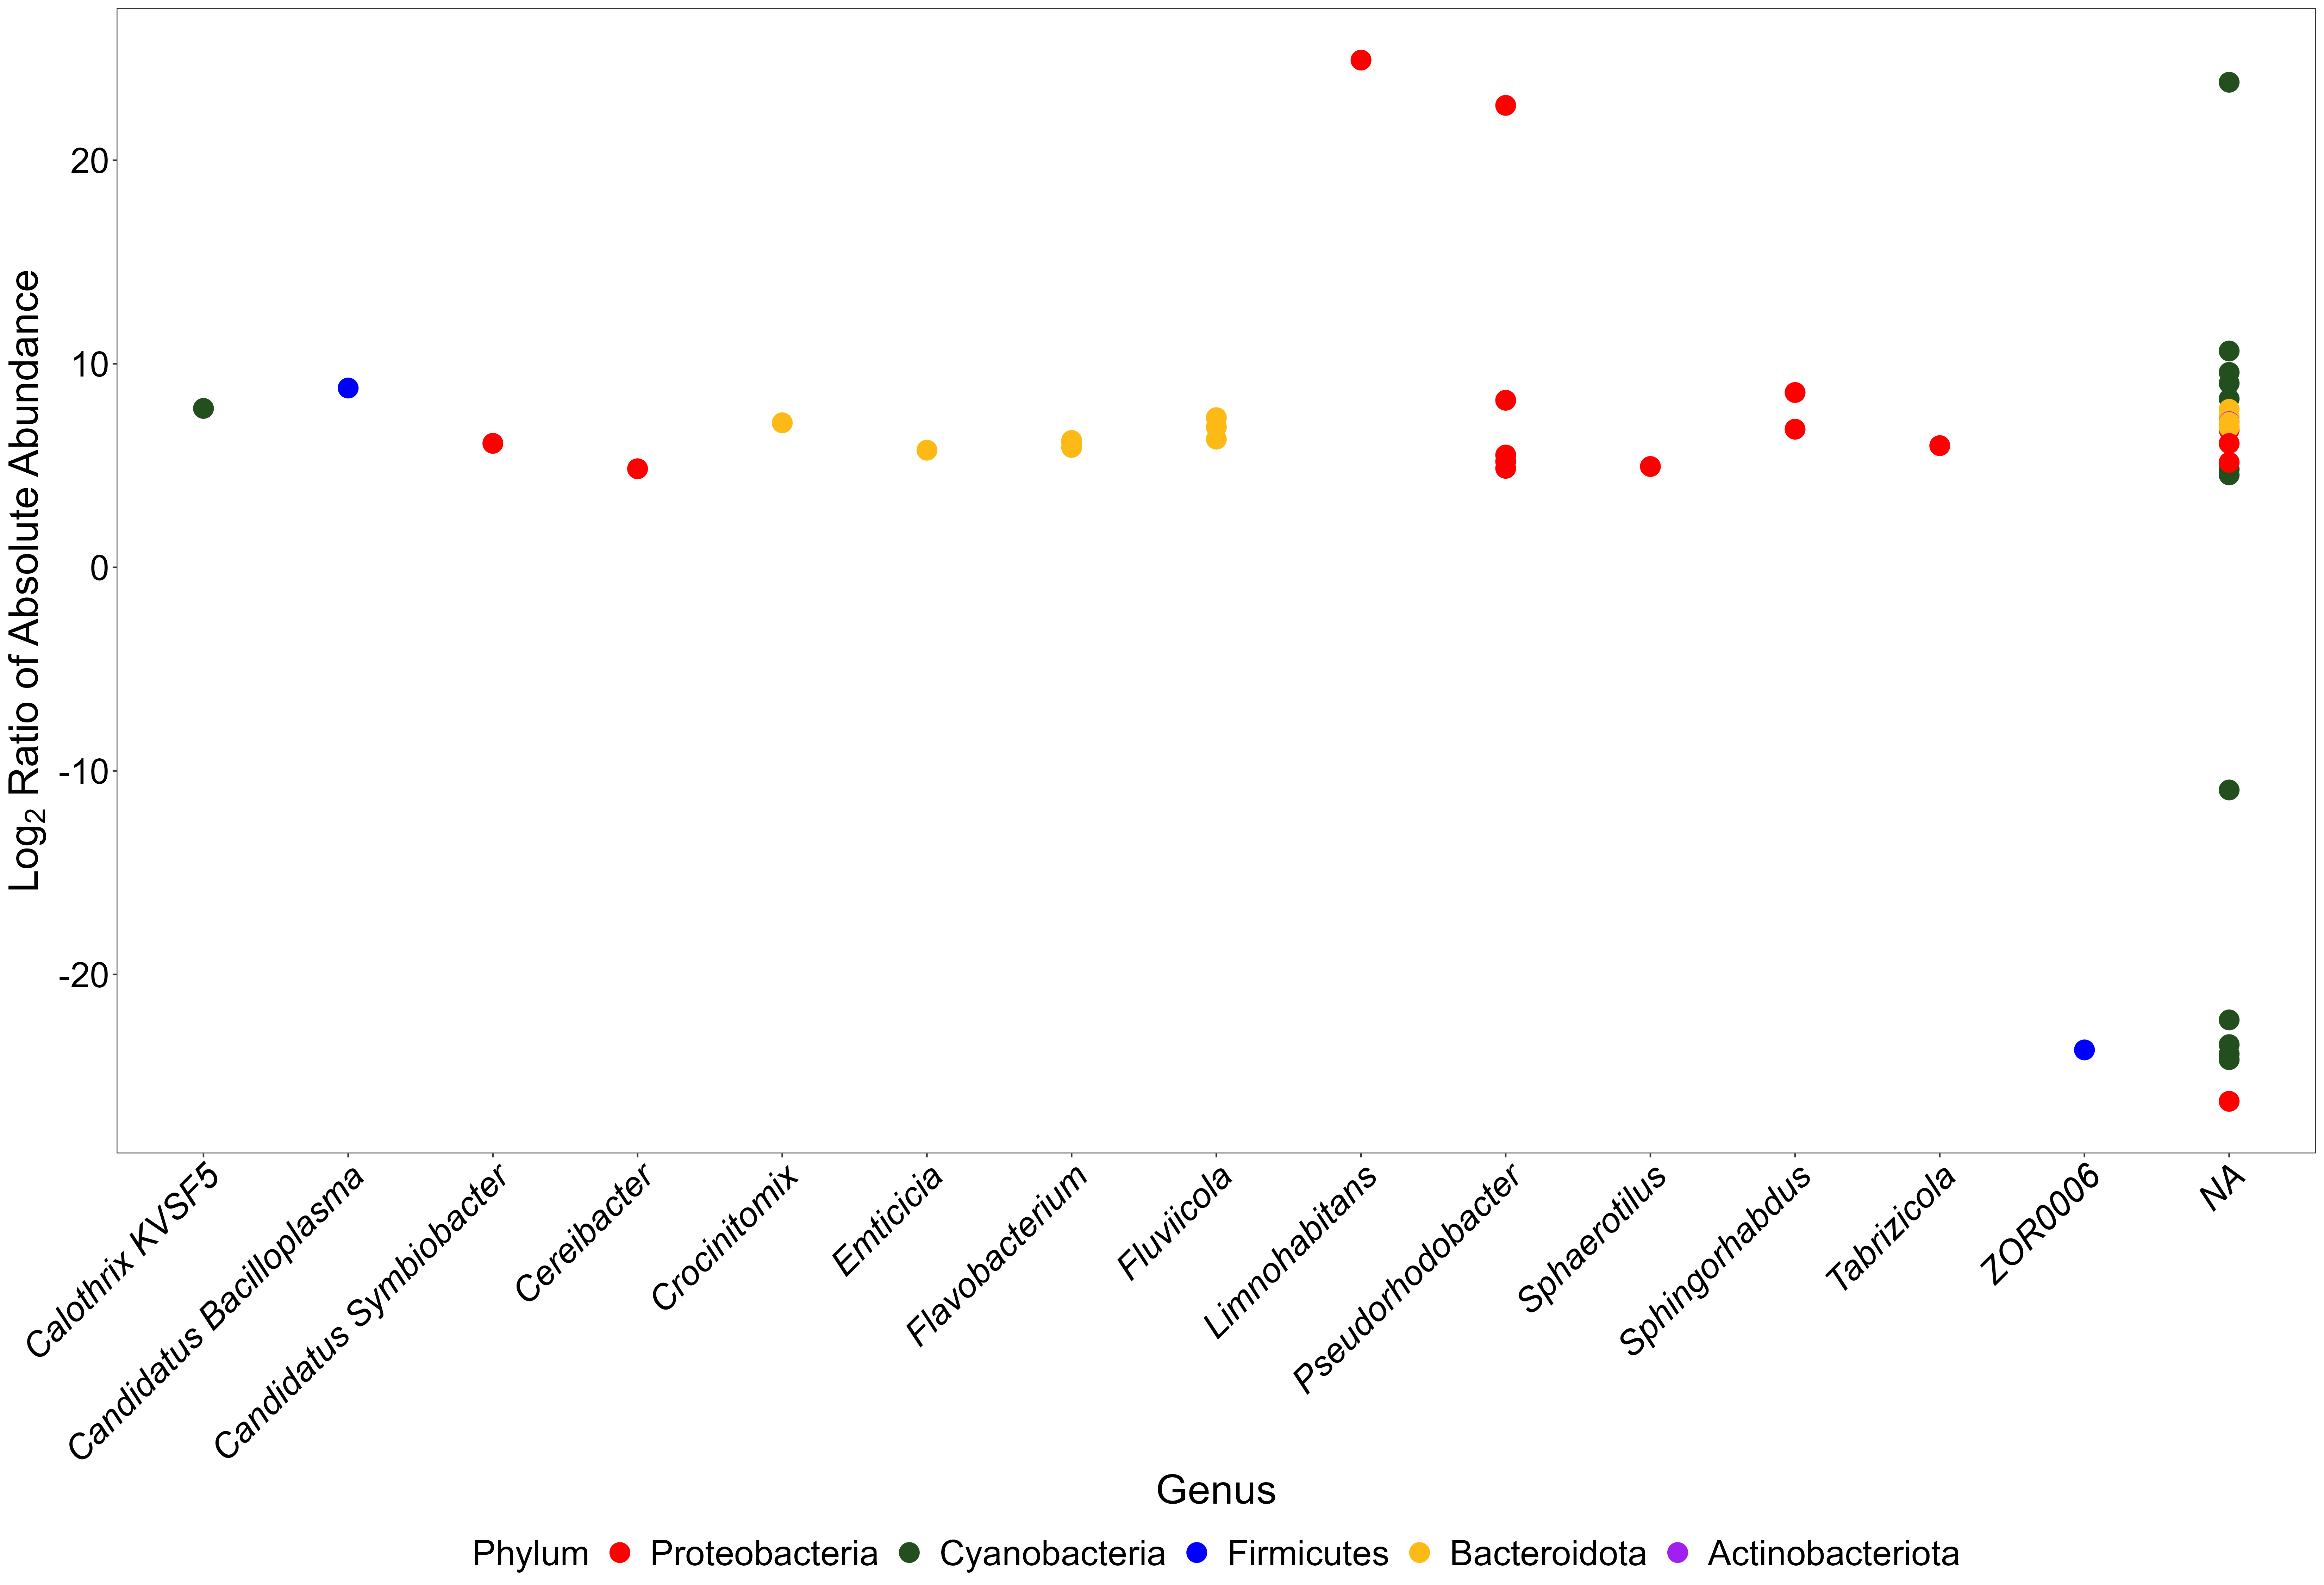 Log2 Ratio of Absolute Abundance
20
10
0
-10
-20
Calothrix KVSF5
Candidatus Bacilloplasma
Candidatus Symbiobacter
Cereibacter
Crocinitomix
Emticicia
Flavobacterium
Fluviicola
Limnohabitans
Pseudorhodobacter
Sphaerotilus
Sphingorhabdus
Tabrizicola
ZOR0006
NA
Genus
Phylum Proteobacteria Cyanobacteria Firmicutes Bacteroidota Actinobacteriota